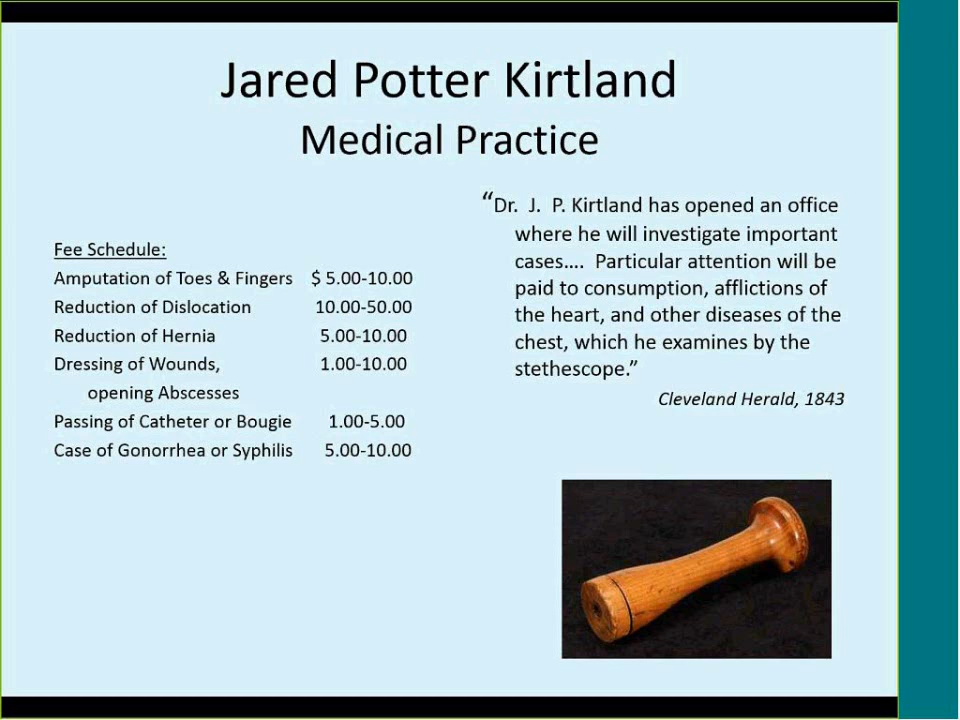 Jared Potter Kirtland
Medical Practice
Fee Schedule:
Amputation of Toes & Fingers $ 5.00-10.00
Reduction of Dislocation 10.00-50.00
Reduction of Hernia 5.00-10.00
Dressing of Wounds, 1.00-10.00
opening Abscesses
Passing of Catheter or Bougie 1.00-5.00
Case of Gonorrhea or Syphilis 5.00-10.00
“Dr. J. P. Kirtland has opened an office
where he will investigate important
cases…. Particular attention will be
paid to consumption, afflictions of
the heart, and other diseases of the
chest, which he examines by the
stethescope.”
Cleveland Herald, 1843